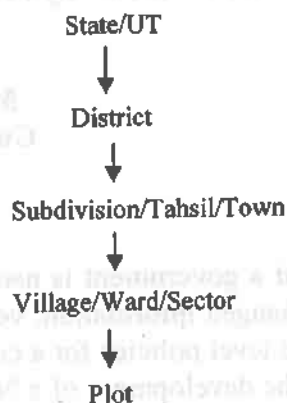 State/UT
District
Subdivision/Tahsil/Town
Village/Ward/Sector
Plot